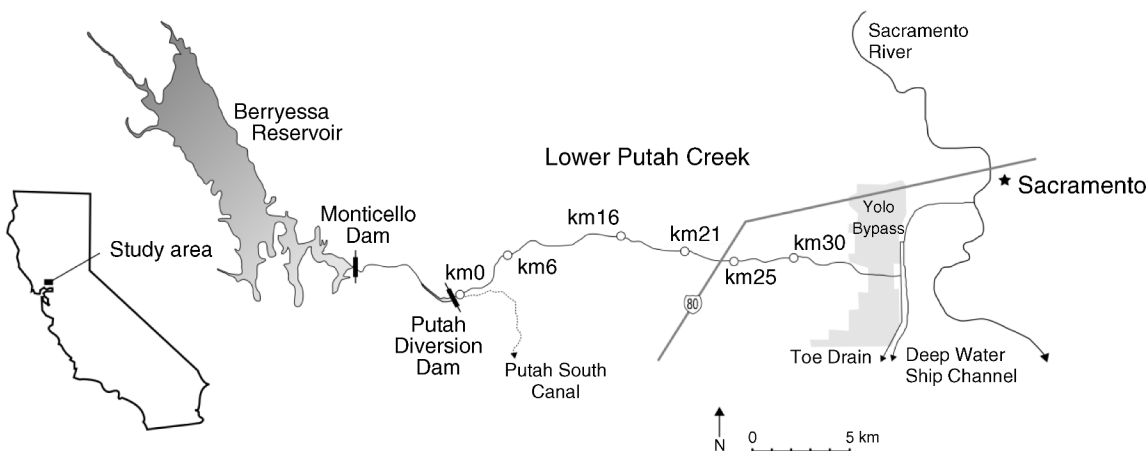 Sacramento
River
Berryessa
Reservoir
Lower Putah Creek
Sacramento
Yolo
Bypass
Monticello
Dam
Study area
km0
km6
km16
km21
km25
km30
80
Putah
Diversion
Dam
Putah South
Canal
Toe Drain
Deep Water
Ship Channel
N
0 5 km